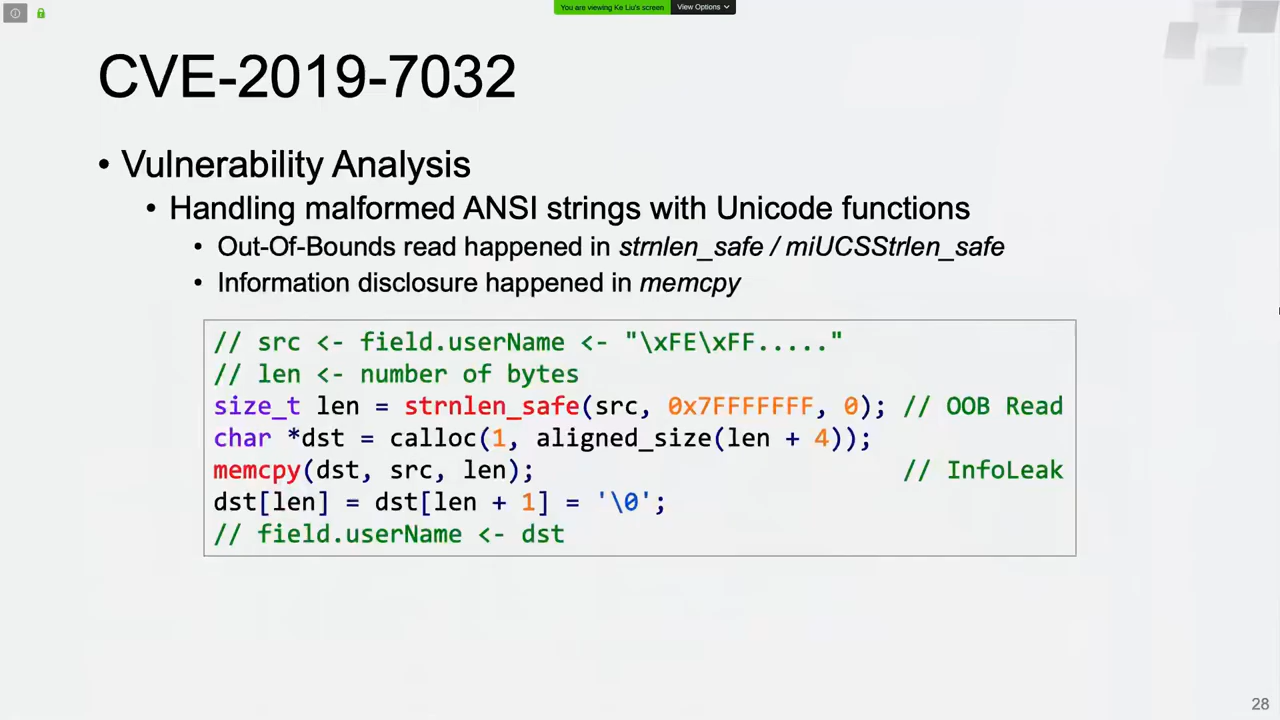 You are viewing Ke Liu's screen
View Options
CVE-2019-7032
• Vulnerability Analysis
• Handling malformed ANSI strings with Unicode functions
• Out-Of-Bounds read happened in strnlen_safe / miUCSStrlen_safe
• Information disclosure happened in memcpy
// src <- field.userName <- "\xFE\xFF....."
// len <- number of bytes
size_t len = strnlen_safe(src, 0x7FFFFFFF, 0); // OOB Read
char *dst = calloc(1, aligned_size(len + 4));
memcpy(dst, src, len); // InfoLeak
dst[len] = dst[len + 1] = '\0';
// field.userName <- dst
28